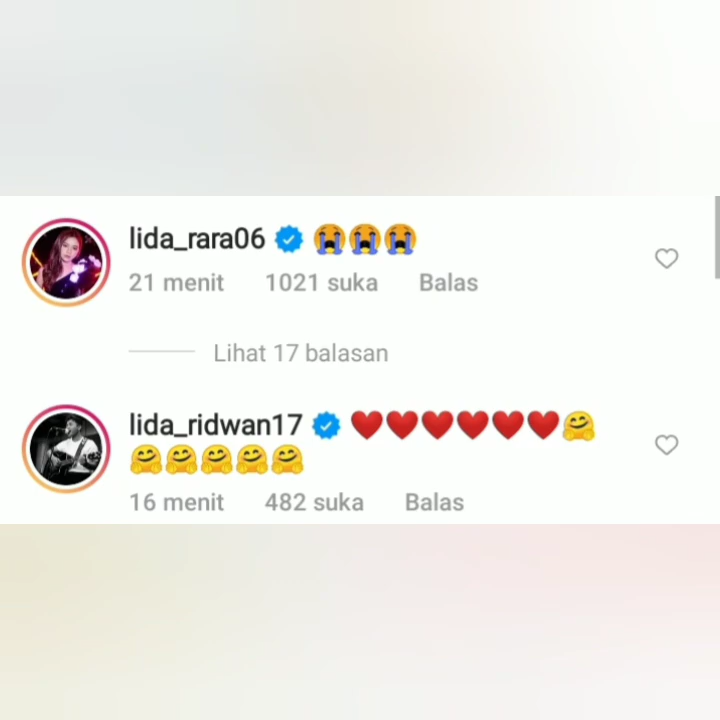 lida_rara06 😭😭😭
21 menit 1021 suka Balas
Lihat 17 balasan
lida_ridwan17 ❤️❤️❤️❤️❤️❤️🤗
🤗🤗🤗🤗🤗
16 menit 482 suka Balas